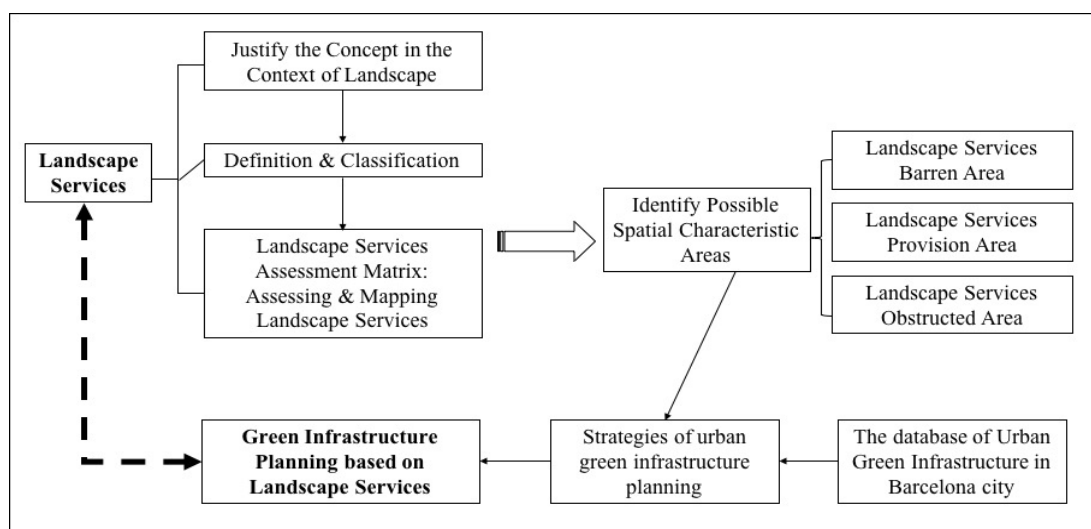 Justify the Concept in the
Context of Landscape
Landscape
Services
Definition & Classification
Landscape Services
Assessment Matrix:
Assessing & Mapping
Landscape Services
Identify Possible
Spatial Characteristic
Areas
Landscape Services
Barren Area
Landscape Services
Provision Area
Landscape Services
Obstructed Area
Green Infrastructure
Planning based on
Landscape Services
Strategies of urban
green infrastructure
planning
The database of Urban
Green Infrastructure in
Barcelona city